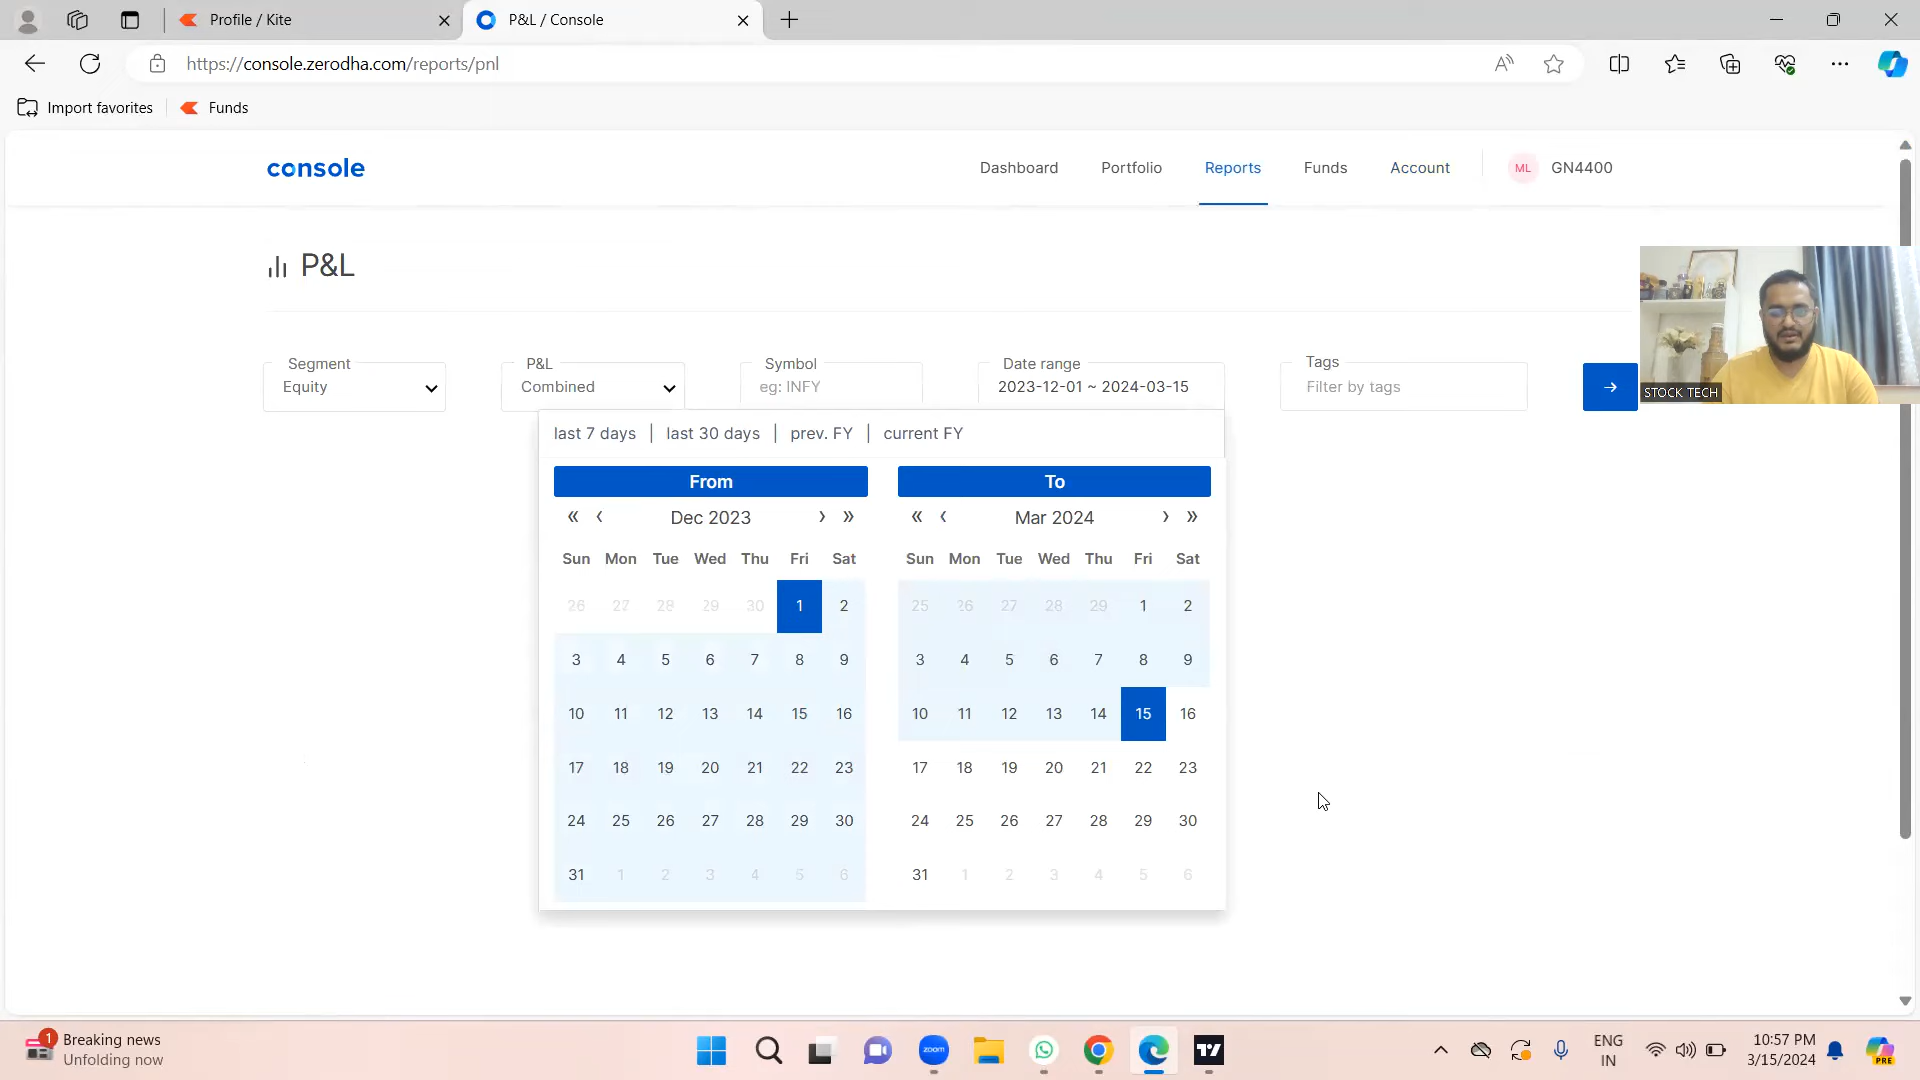 Profile / Kite
P&L / Console
https://console.zerodha.com/reports/pnl
Import favorites
Funds
console
Dashboard
Portfolio
Reports
Funds
Account
ML
GN4400
P&L
Segment
Equity
P&L
Combined
Symbol
eg: INFY
Date range
2023-12-01 ~ 2024-03-15
Tags
Filter by tags
STOCK TECH
last 7 days | last 30 days | prev. FY | current FY
From
« ‹ Dec 2023 › »
Sun Mon Tue Wed Thu Fri Sat
26 27 28 29 30 1 2
3 4 5 6 7 8 9
10 11 12 13 14 15 16
17 18 19 20 21 22 23
24 25 26 27 28 29 30
31 1 2 3 4 5 6
To
« ‹ Mar 2024 › »
Sun Mon Tue Wed Thu Fri Sat
25 26 27 28 29 1 2
3 4 5 6 7 8 9
10 11 12 13 14 15 16
17 18 19 20 21 22 23
24 25 26 27 28 29 30
31 1 2 3 4 5 6
1
Breaking news
Unfolding now
zoom
ENG
IN
10:57 PM
3/15/2024
PRE